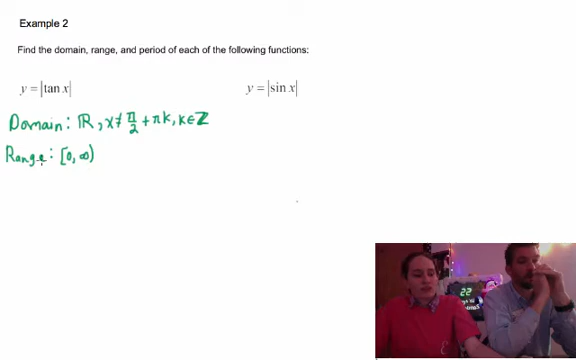 Example 2
Find the domain, range, and period of each of the following functions:
y = |tan x|
y = |sin x|
Domain: ℝ, x ≠ π/2 + πk, k ∈ ℤ
Range: [0, ∞)
22